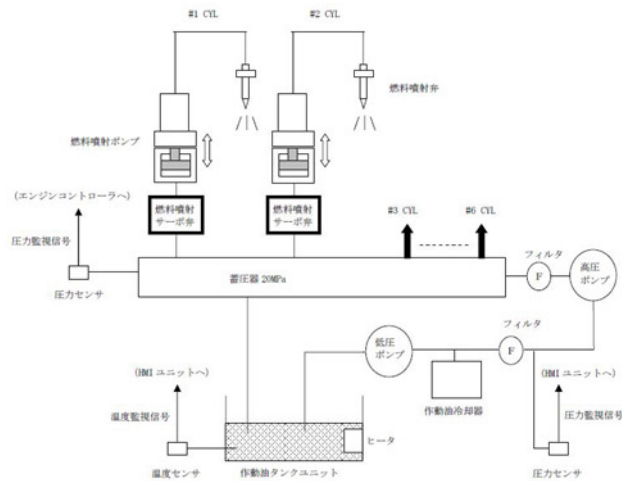 #1 CYL
#2 CYL
燃料噴射弁
燃料噴射ポンプ
(エンジンコントローラへ)
燃料噴射
サーボ弁
燃料噴射
サーボ弁
#3 CYL
#6 CYL
圧力監視信号
フィルタ
F
高圧
ポンプ
蓄圧器 20MPa
圧力センサ
低圧
ポンプ
フィルタ
F
(HMI ユニットへ)
(HMI ユニットへ)
作動油冷却器
温度監視信号
圧力監視信号
ヒータ
温度センサ
作動油タンクユニット
圧力センサ